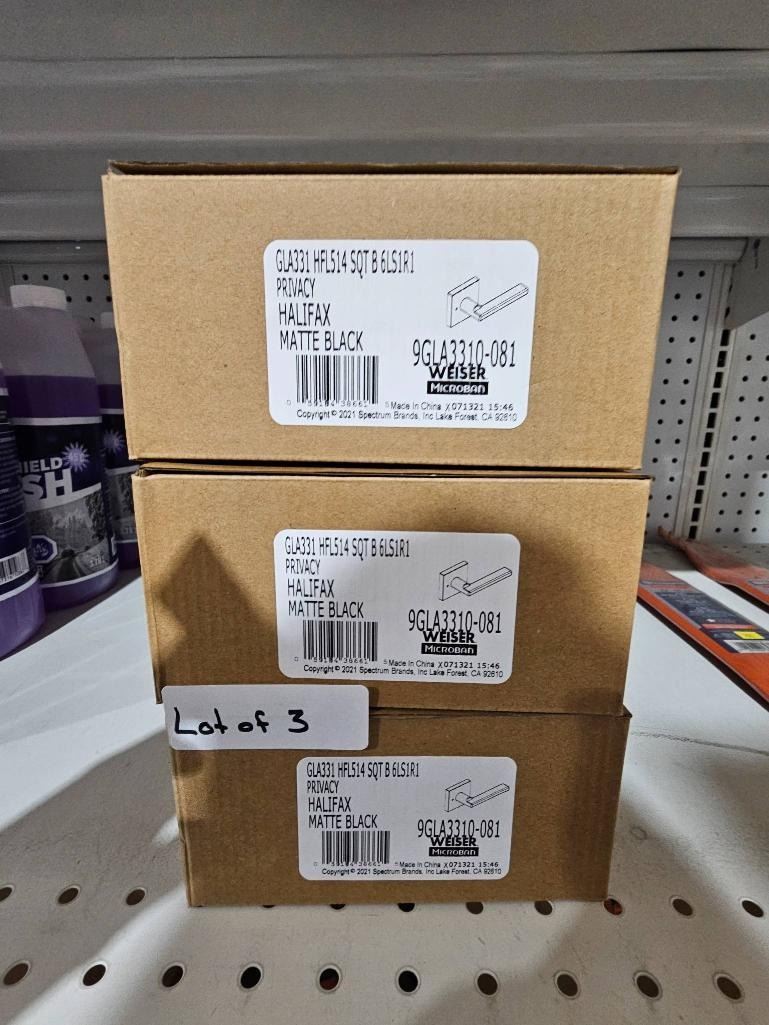 GLA331 HFL514 SQT B 6LS1R1
PRIVACY
HALIFAX
MATTE BLACK
9GLA3310-081
WEISER
MICROBAN
Made In China X071321 15:46
Copyright © 2021 Spectrum Brands, Inc Lake Forest, CA 92610
GLA331 HFL514 SQT B 6LS1R1
PRIVACY
HALIFAX
MATTE BLACK
9GLA3310-081
WEISER
MICROBAN
Made In China X071321 15:46
Copyright © 2021 Spectrum Brands, Inc Lake Forest, CA 92610
Lot of 3
GLA331 HFL514 SQT B 6LS1R1
PRIVACY
HALIFAX
MATTE BLACK
9GLA3310-081
WEISER
MICROBAN
Made In China X071321 15:46
Copyright © 2021 Spectrum Brands, Inc Lake Forest, CA 92610